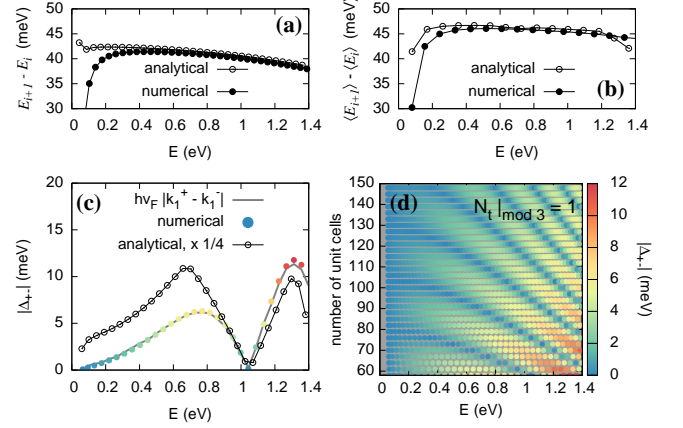 E_{i+1} - E_i (meV)
50
45
40
35
30
(a)
analytical
numerical
0 0.2 0.4 0.6 0.8 1 1.2 1.4
E (eV)
⟨E_{i+1}⟩ - ⟨E_i⟩ (meV)
50
45
40
35
30
analytical
numerical
(b)
0 0.2 0.4 0.6 0.8 1 1.2 1.4
E (eV)
|Δ+-| (meV)
20
15
10
5
0
(c)
hv_F |k_1^+ - k_1^-|
numerical
analytical, x 1/4
0 0.2 0.4 0.6 0.8 1 1.2 1.4
E (eV)
number of unit cells
150
140
130
120
110
100
90
80
70
60
(d)
N_t |mod 3 = 1
0 0.2 0.4 0.6 0.8 1 1.2 1.4
E (eV)
12
10
8
6
4
2
0
|Δ+-| (meV)